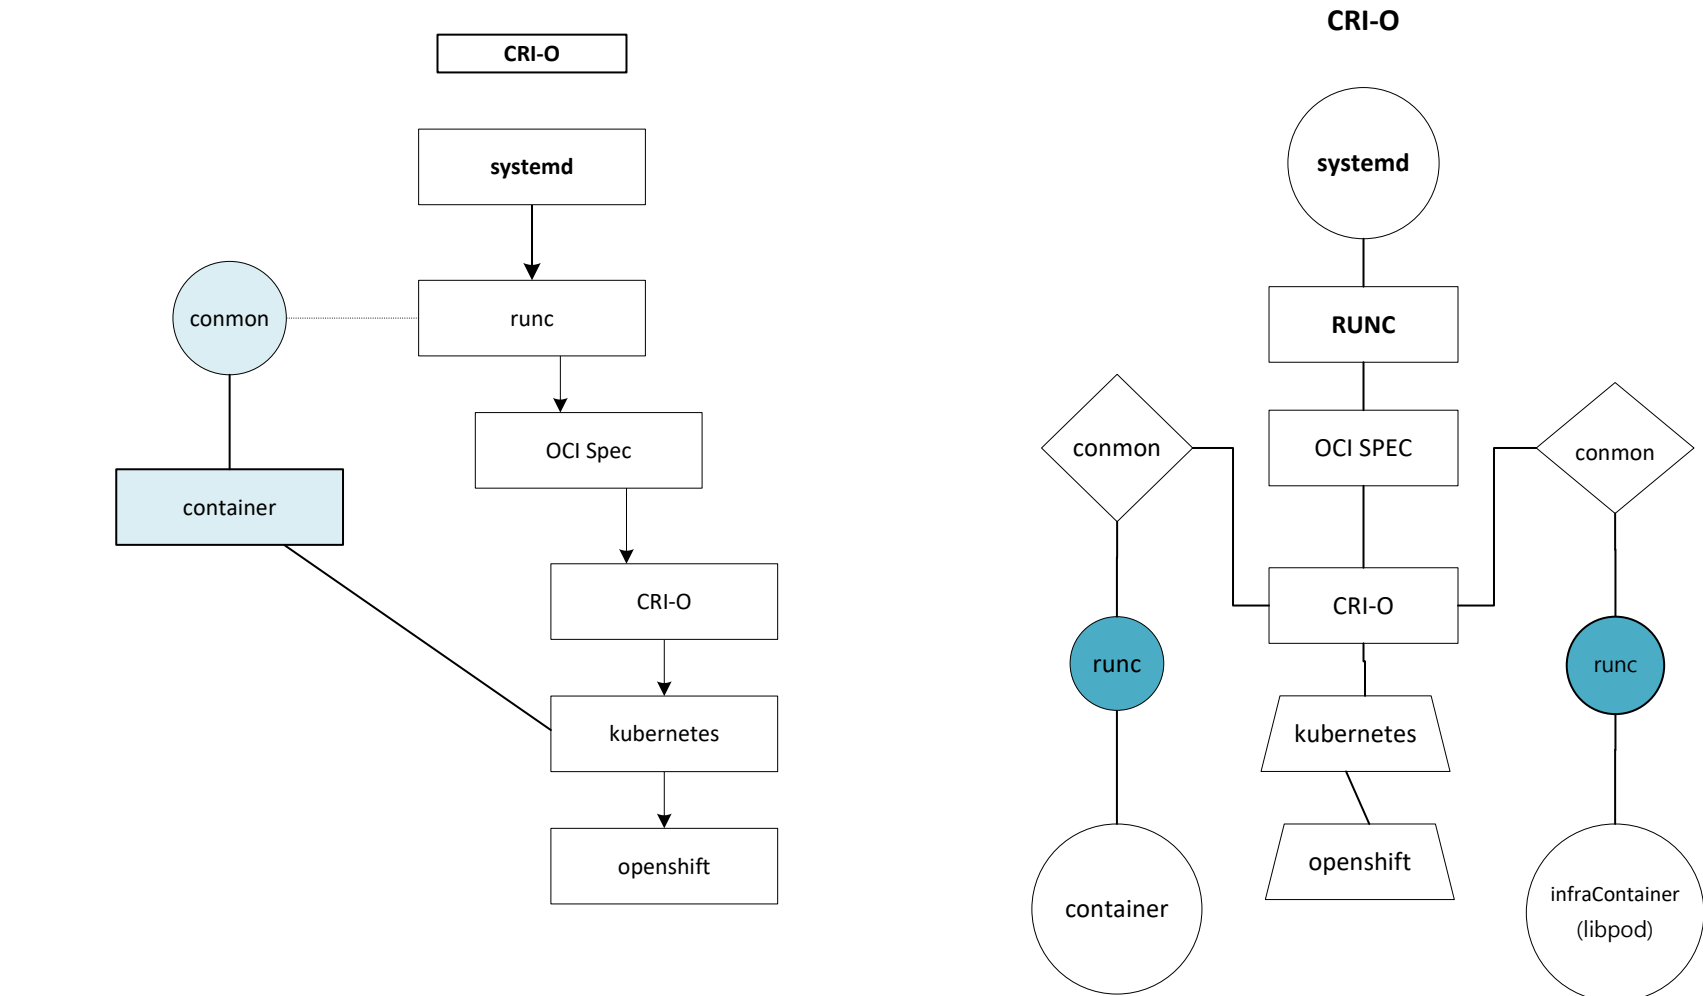 CRI-O
systemd
conmon
runc
OCI Spec
container
CRI-O
kubernetes
openshift
CRI-O
systemd
RUNC
conmon
OCI SPEC
conmon
CRI-O
runc
runc
kubernetes
openshift
container
infraContainer
(libpod)